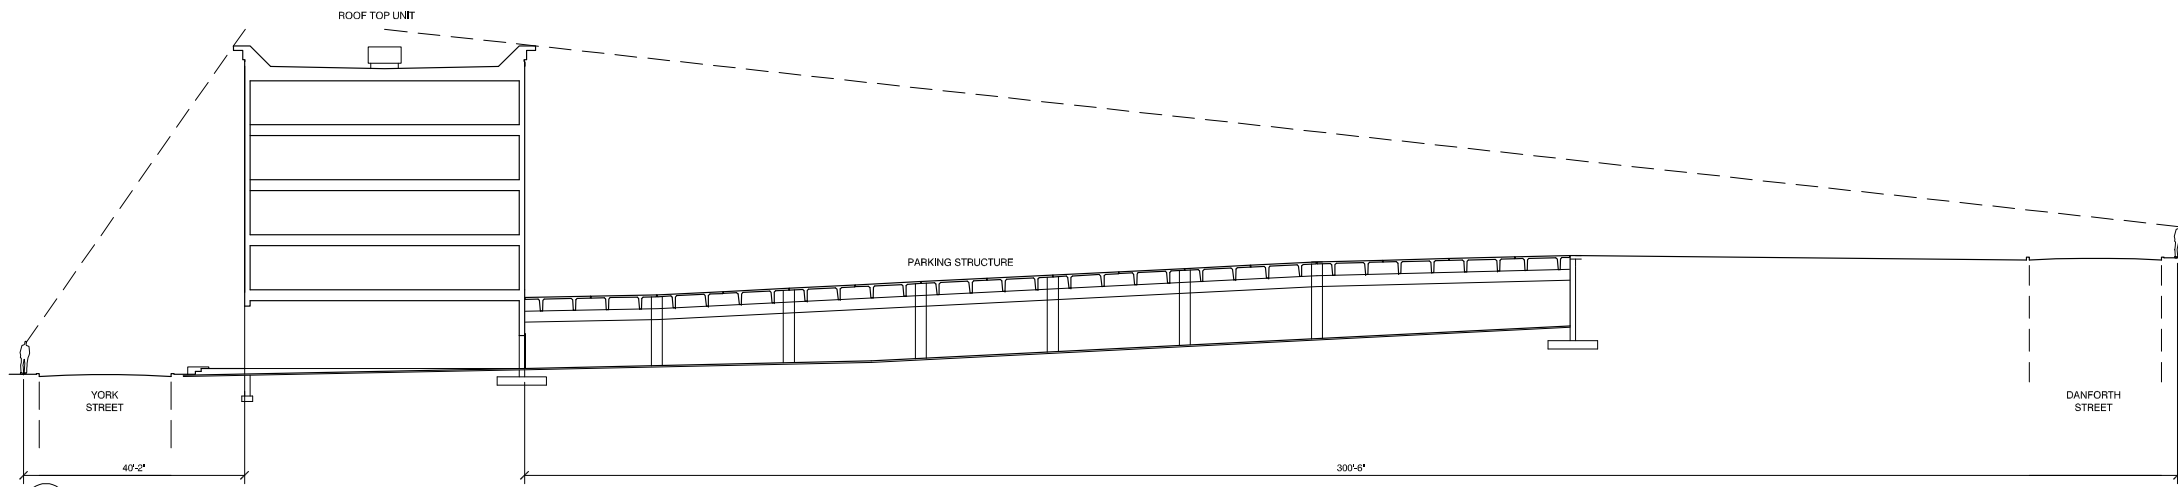 ROOF TOP UNIT
PARKING STRUCTURE
YORK
STREET
DANFORTH
STREET
40'-2"
300'-6"